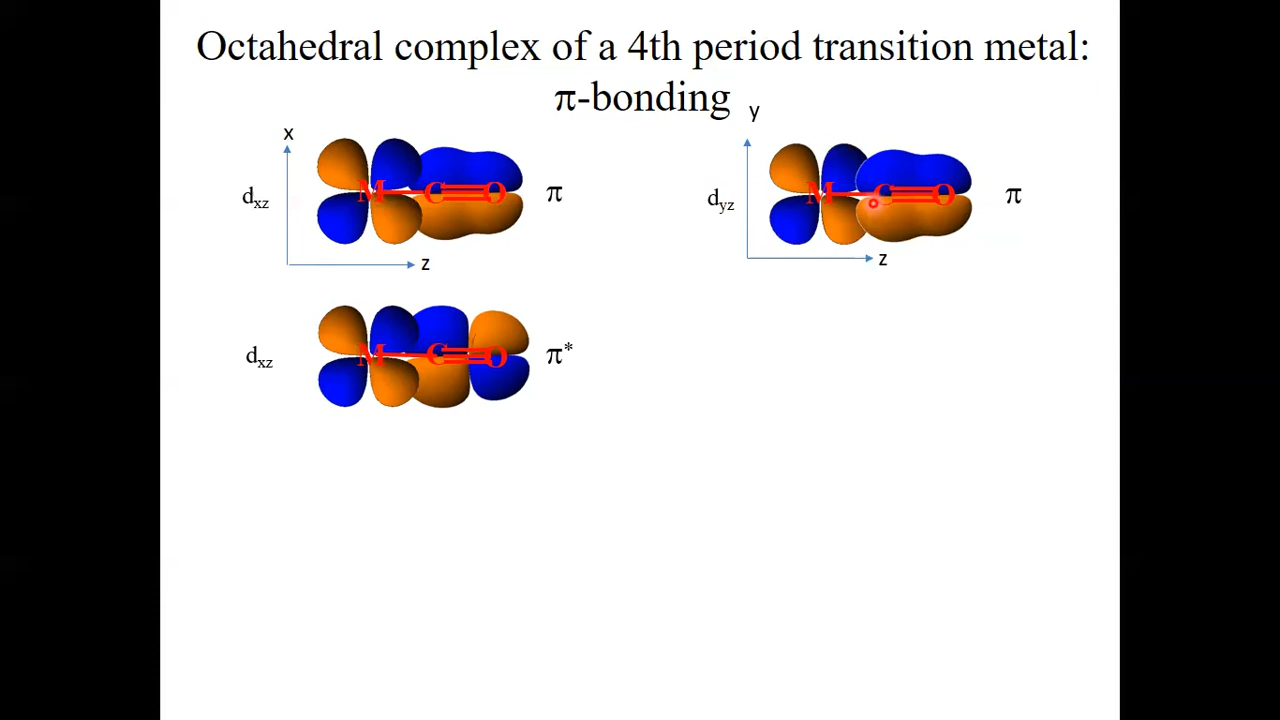 Octahedral complex of a 4th period transition metal:
π-bonding
x
dxz
M C O
π
z
y
dyz
M C O
π
z
dxz
M C O
π*